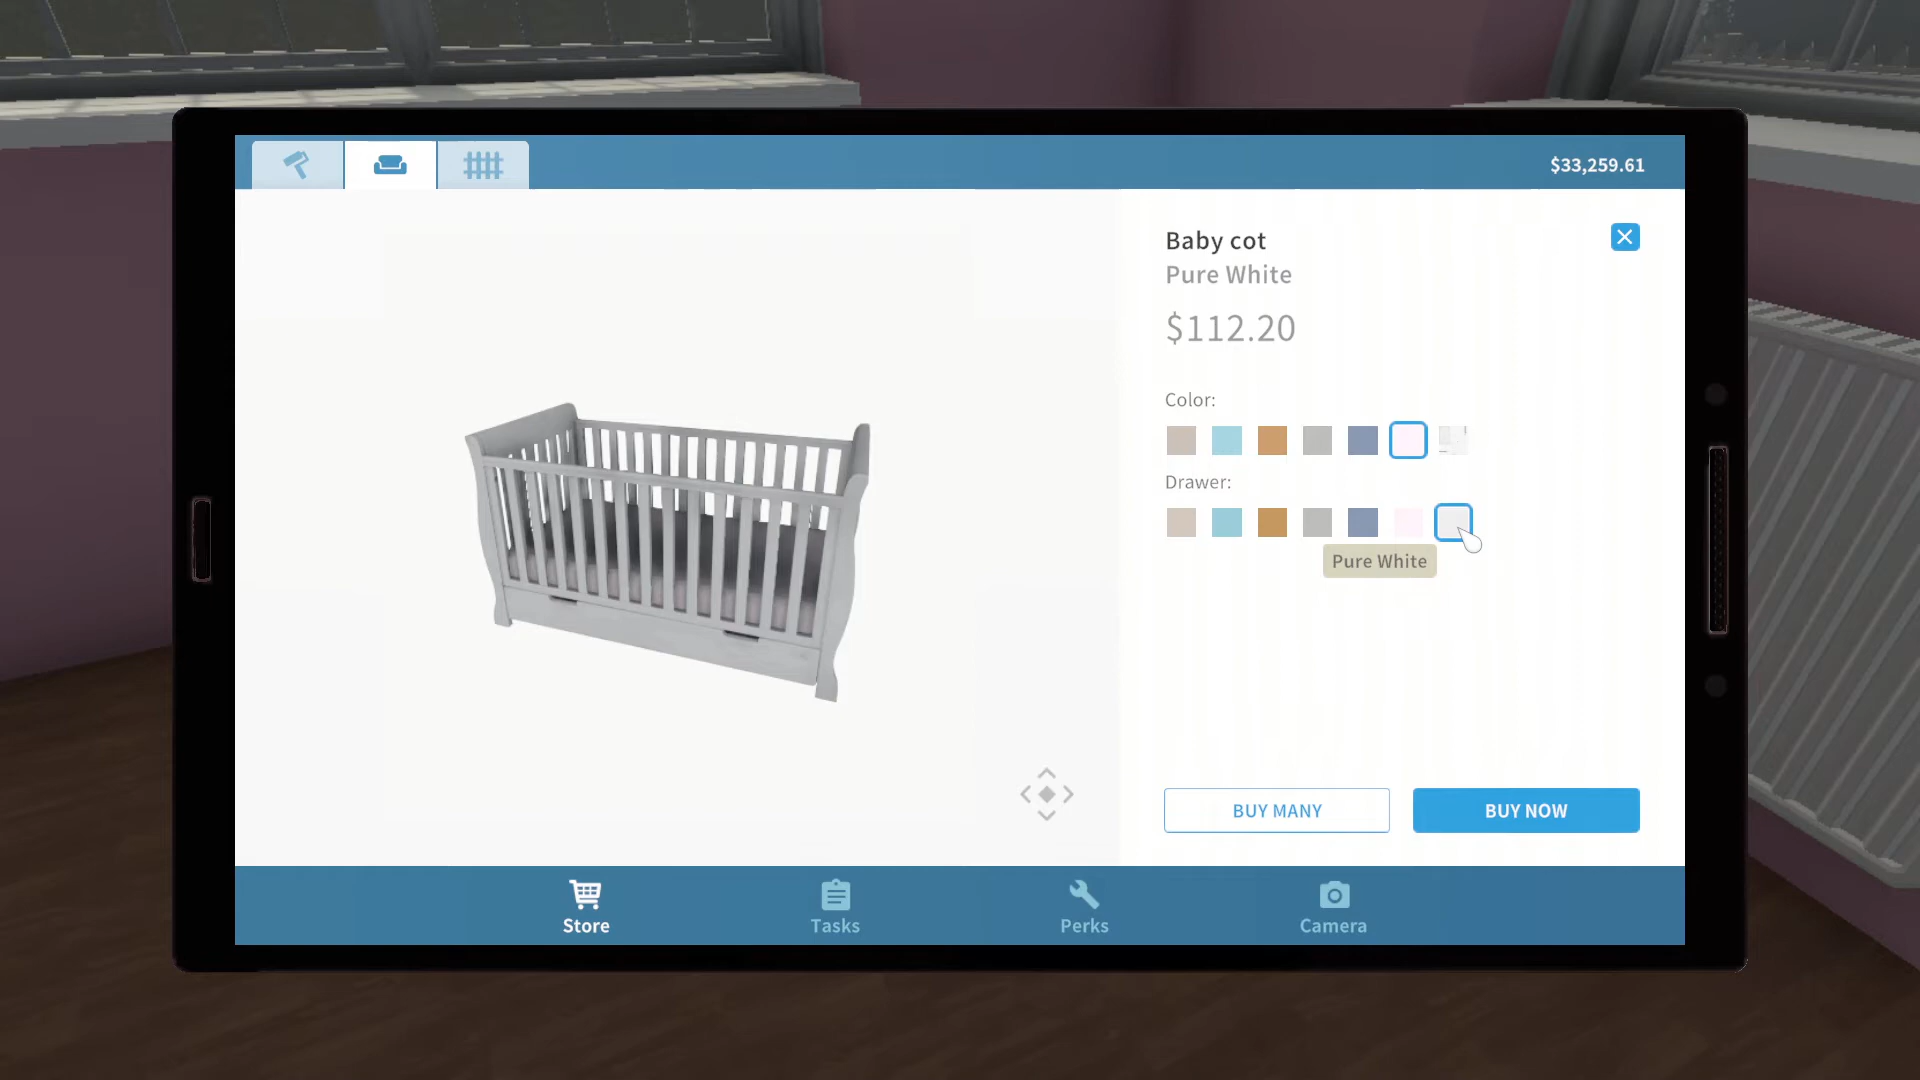 $33,259.61
Baby cot
Pure White
$112.20
Color:
Drawer:
Pure White
BUY MANY
BUY NOW
Store
Tasks
Perks
Camera